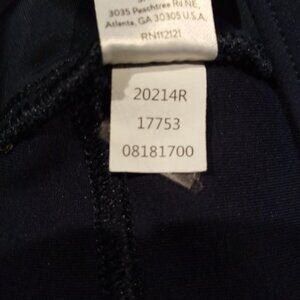 3035 Peachtree Rd NE,
Atlanta, GA 30305 U.S.A.
RN112121
20214R
17753
08181700